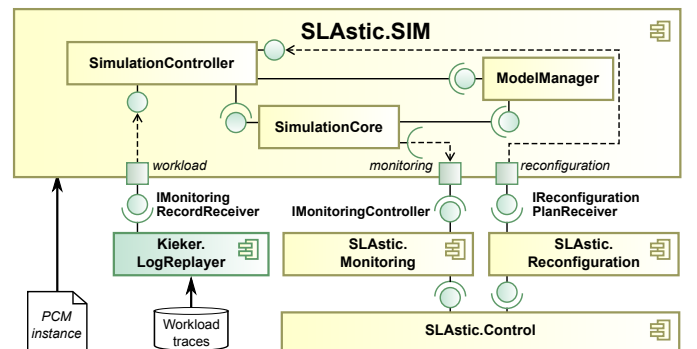 SLAstic.SIM
SimulationController
ModelManager
SimulationCore
workload
monitoring
reconfiguration
IMonitoring
RecordReceiver
IMonitoringController
IReconfiguration
PlanReceiver
Kieker.
LogReplayer
SLAstic.
Monitoring
SLAstic.
Reconfiguration
PCM
instance
Workload
traces
SLAstic.Control